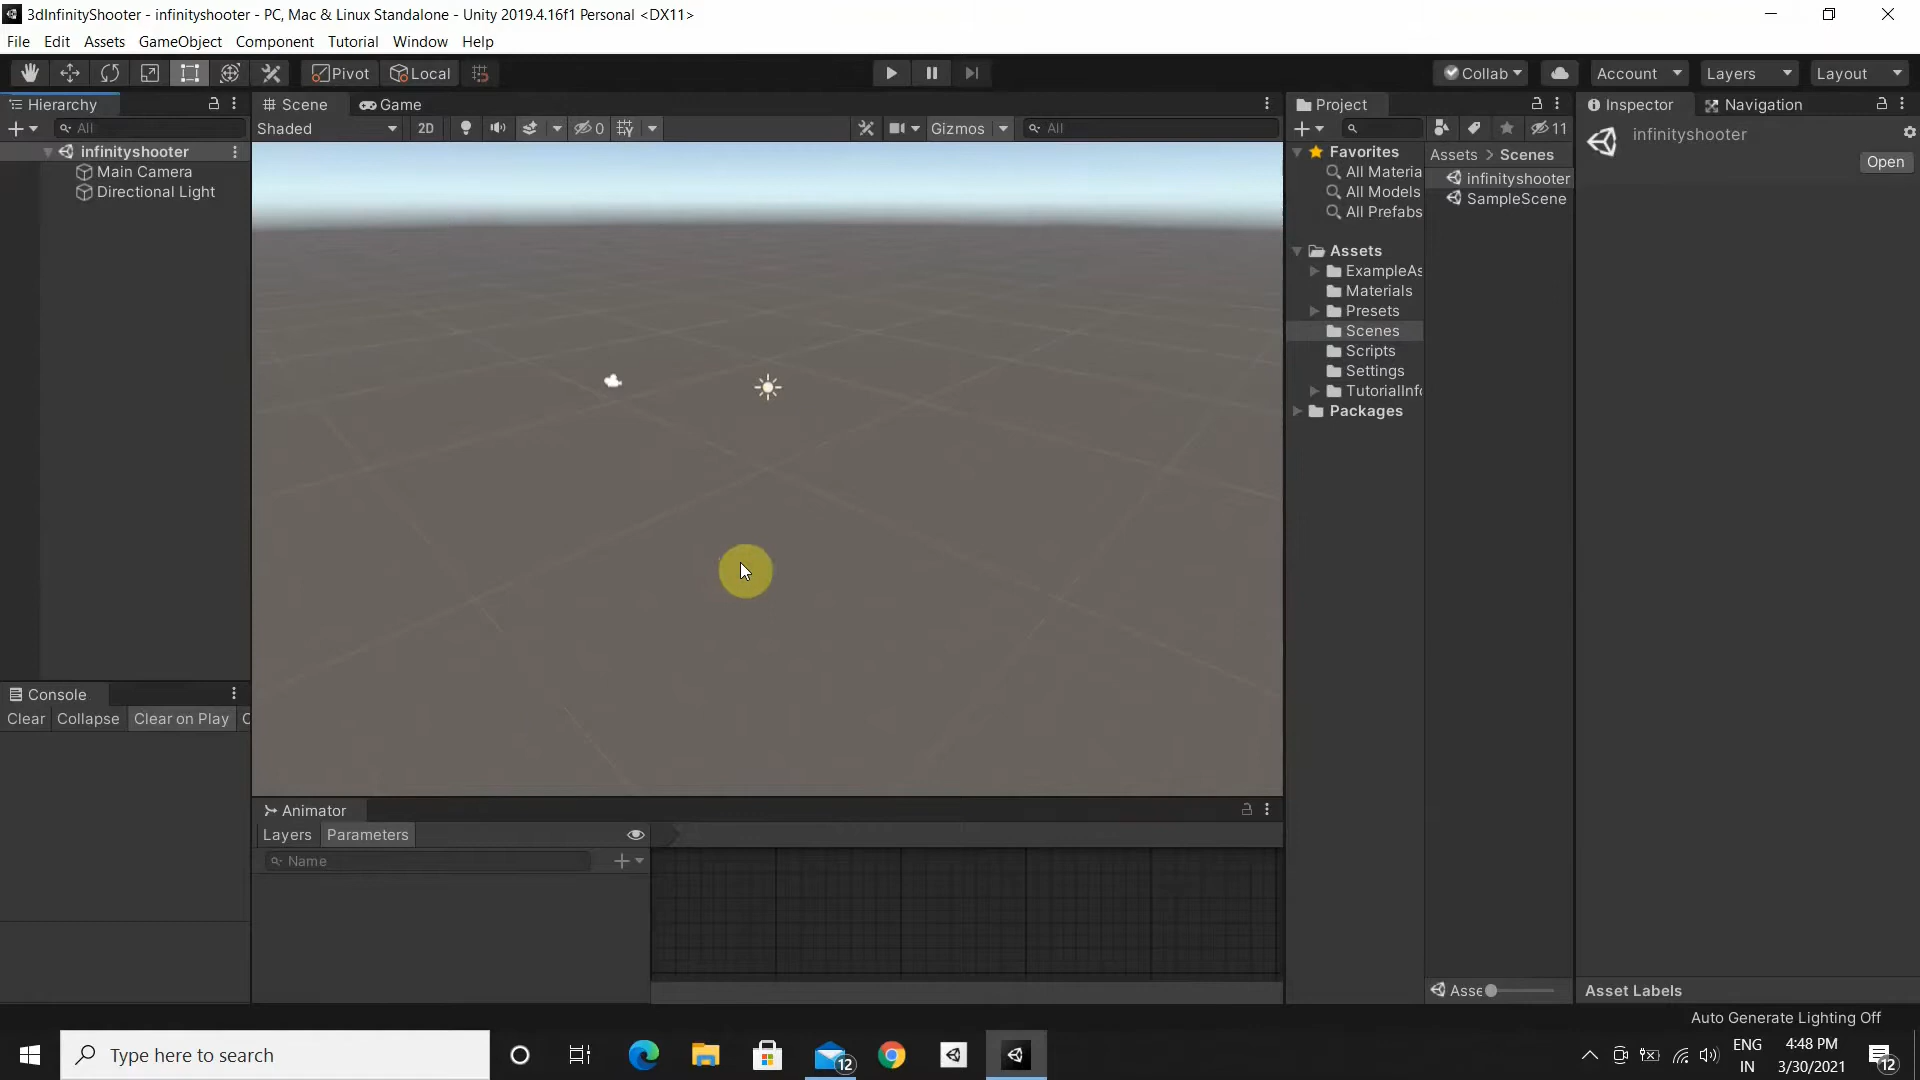 3dInfinityShooter - infinityshooter - PC, Mac & Linux Standalone - Unity 2019.4.16f1 Personal <DX11>
File Edit Assets GameObject Component Tutorial Window Help
Pivot Local Collab Account Layers Layout
Hierarchy Scene Game Project Inspector Navigation
All Shaded 2D 0 Gizmos All 11
infinityshooter
Main Camera
Directional Light
Favorites
All Materia
All Models
All Prefabs
Assets
ExampleAs
Materials
Presets
Scenes
Scripts
Settings
TutorialInfo
Packages
Assets > Scenes
infinityshooter
SampleScene
infinityshooter
Open
Console
Clear Collapse Clear on Play
Animator
Layers Parameters
Name
Asse
Asset Labels
Auto Generate Lighting Off
Type here to search
12
ENG
IN
4:48 PM
3/30/2021
12